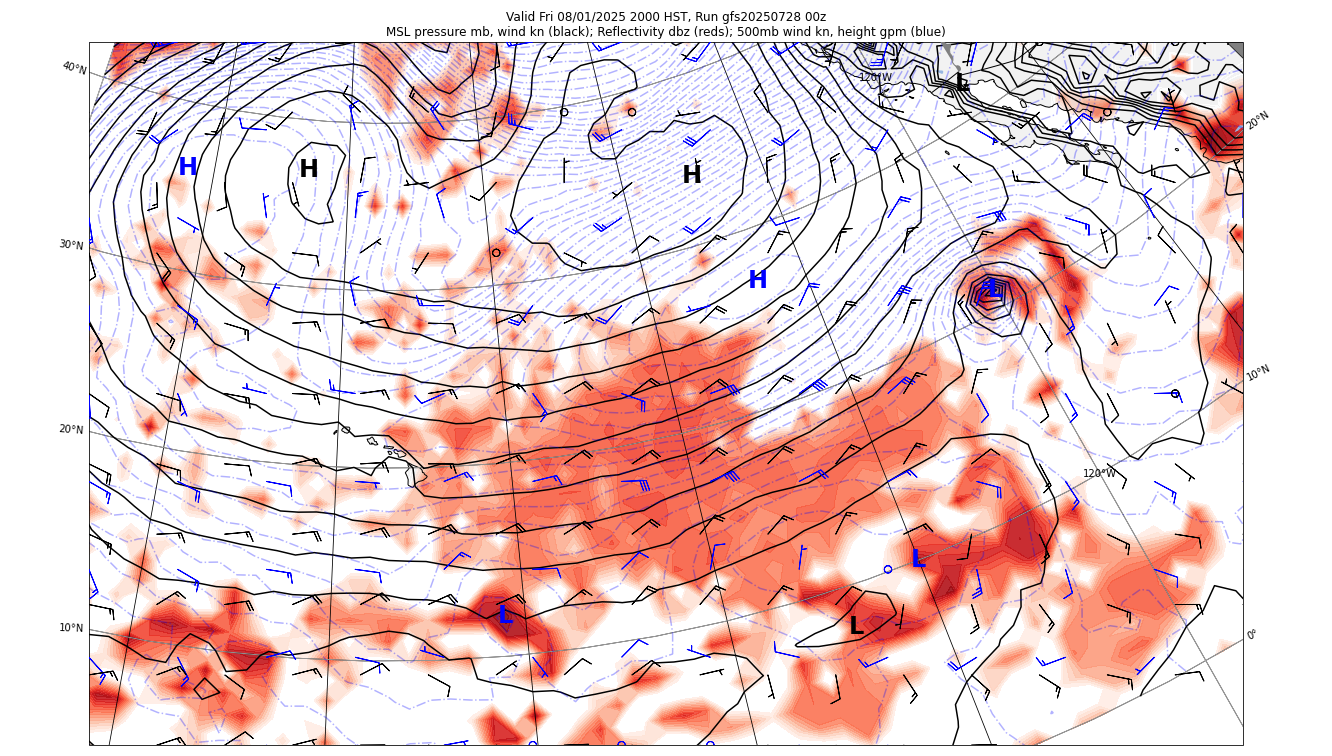 Valid Fri 08/01/2025 2000 HST, Run gfs20250728 00z
MSL pressure mb, wind kn (black); Reflectivity dbz (reds); 500mb wind kn, height gpm (blue)
40°N
120°W
L
20°N
H
H
H
30°N
H
L
10°N
20°N
120°W
L
L
L
10°N
0°